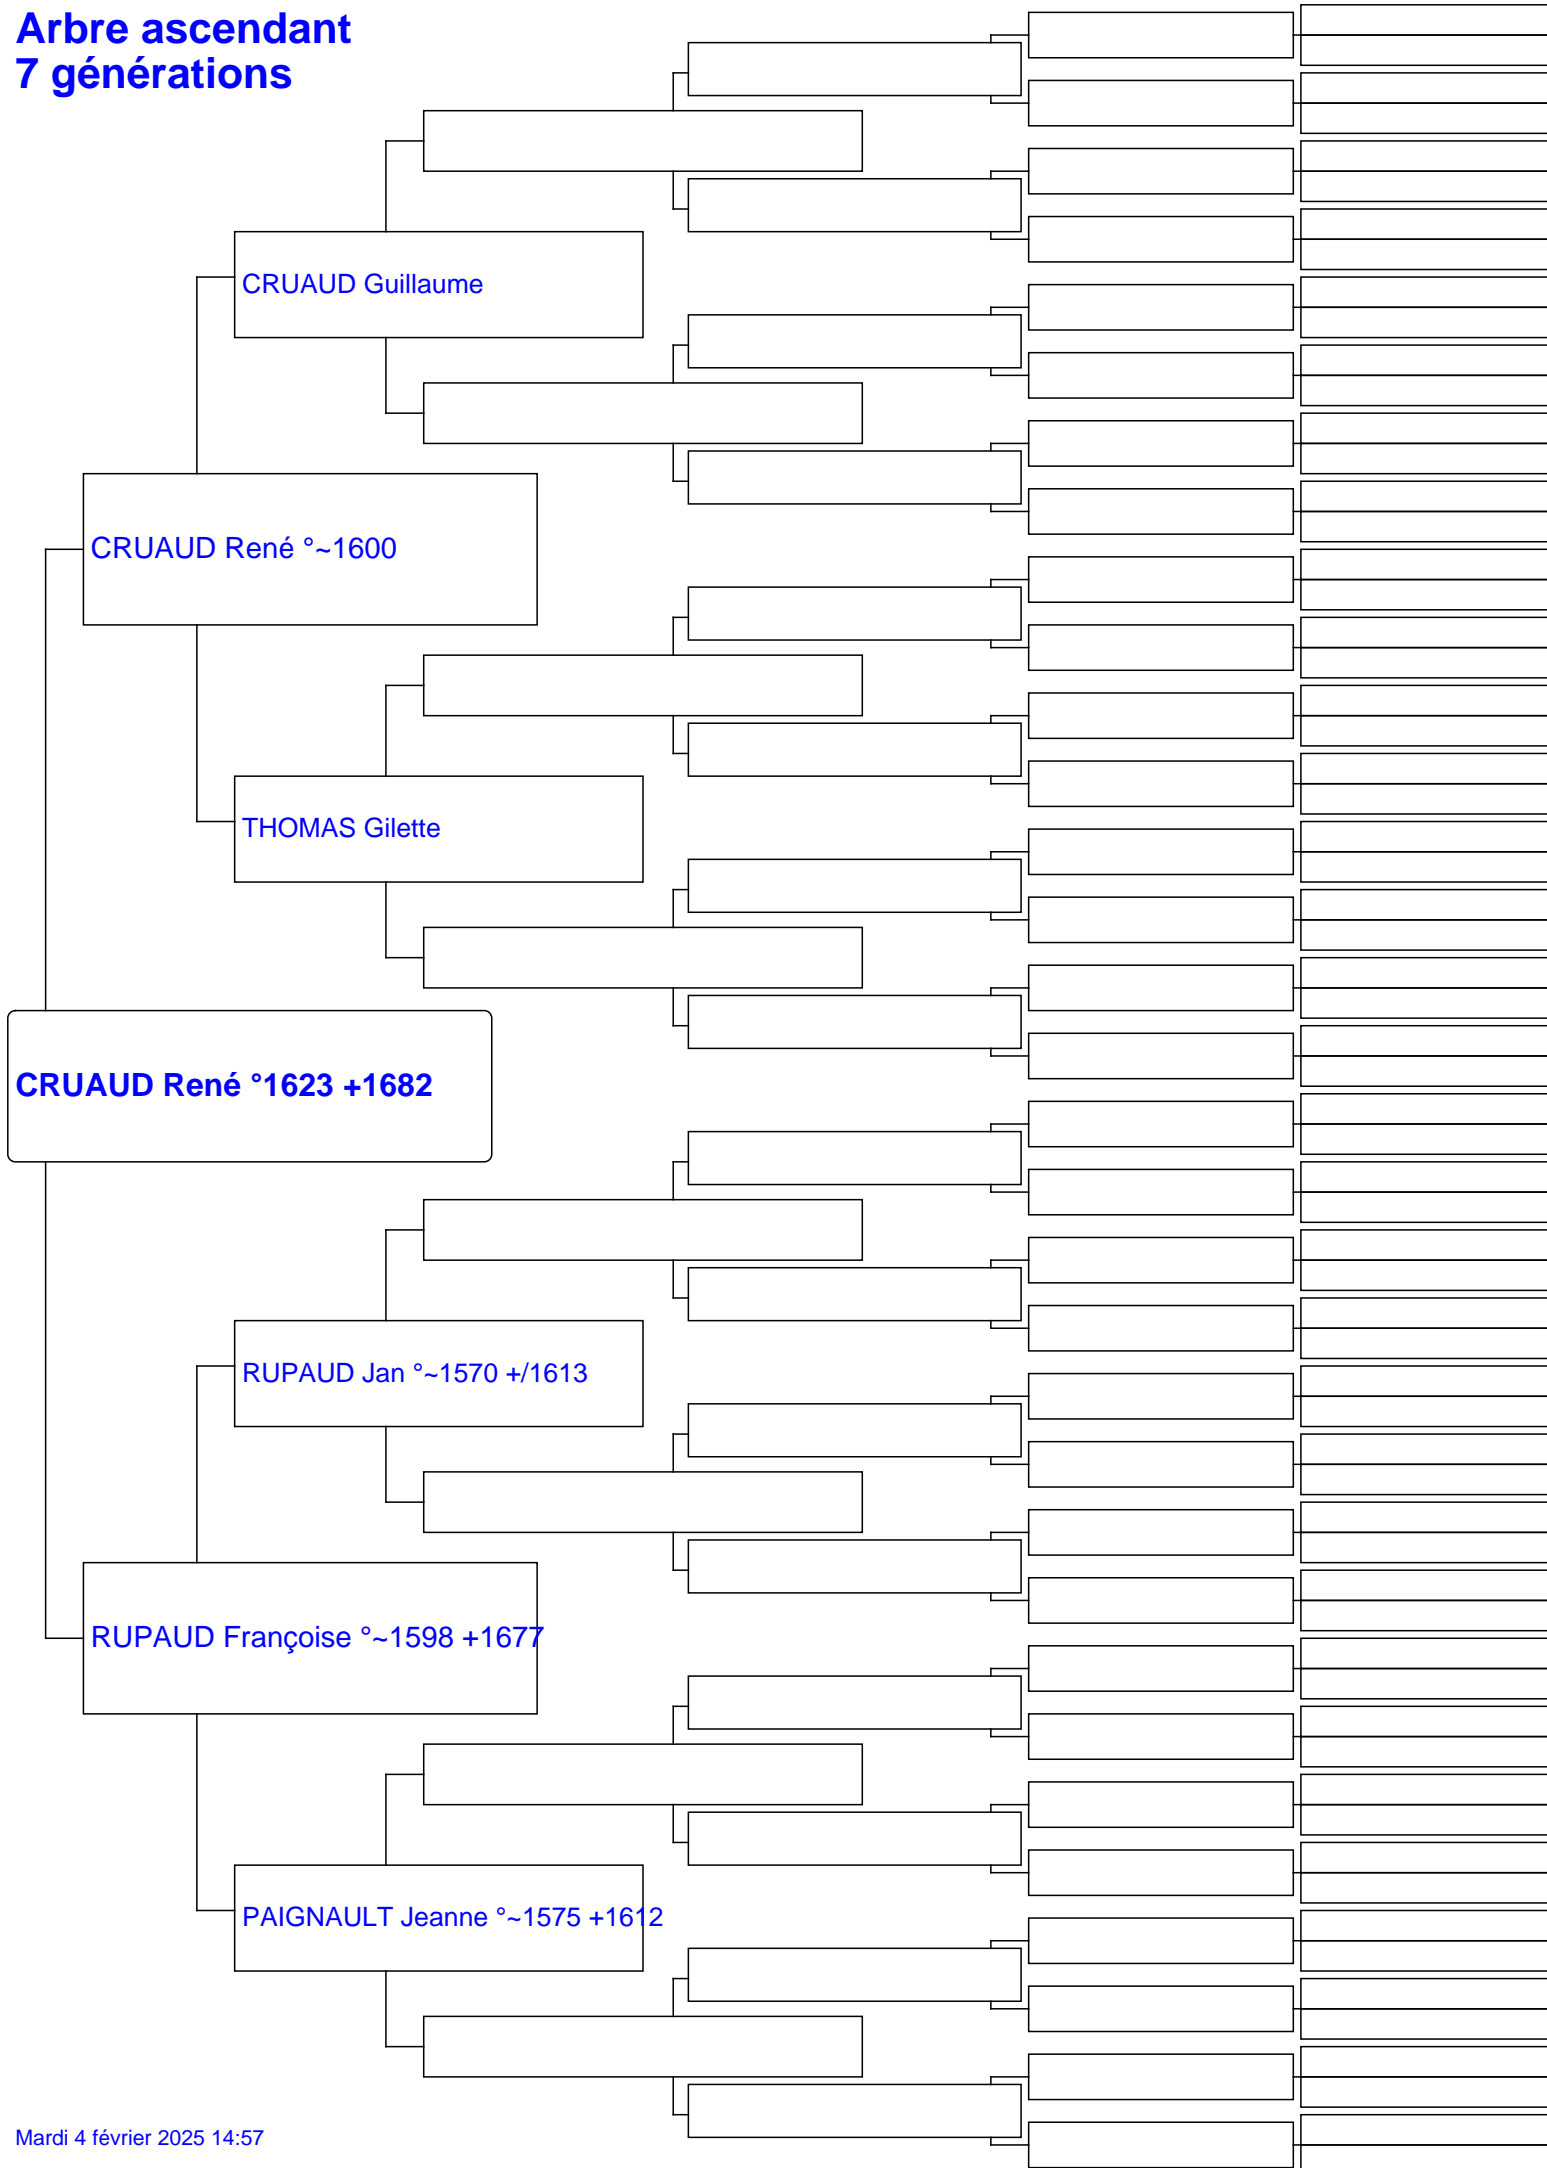 Arbre ascendant
7 générations
CRUAUD Guillaume
CRUAUD René °~1600
THOMAS Gilette
CRUAUD René °1623 +1682
RUPAUD Jan °~1570 +/1613
RUPAUD Françoise °~1598 +1677
PAIGNAULT Jeanne °~1575 +1612
Mardi 4 février 2025 14:57